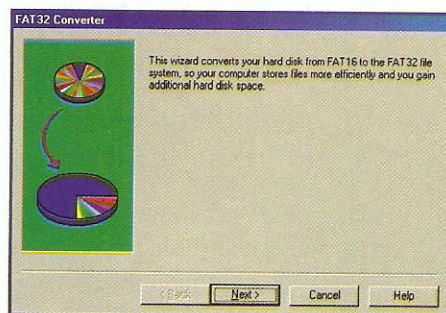 FAT32 Converter
This wizard converts your hard disk from FAT16 to the FAT32 file
system, so your computer stores files more efficiently and you gain
additional hard disk space.
< Back
Next >
Cancel
Help